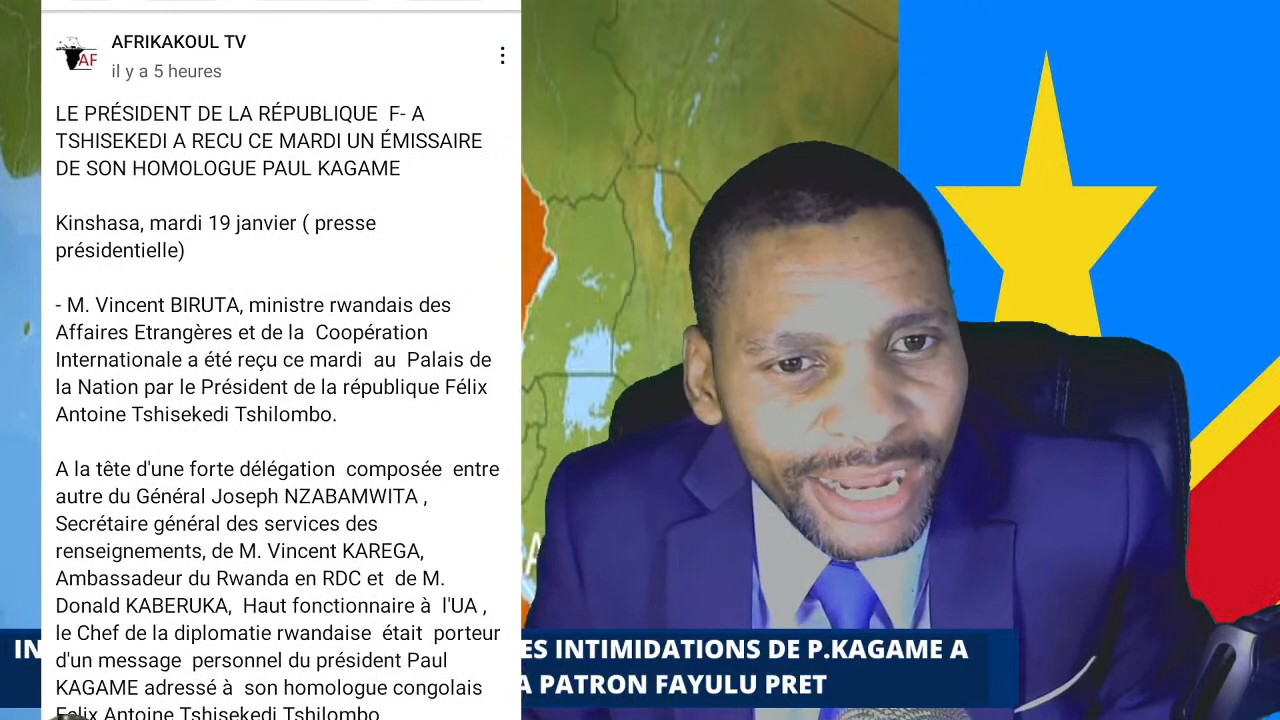 AFRIKAKOUL TV
AF
il y a 5 heures
LE PRÉSIDENT DE LA RÉPUBLIQUE F- A
TSHISEKEDI A RECU CE MARDI UN ÉMISSAIRE
DE SON HOMOLOGUE PAUL KAGAME
Kinshasa, mardi 19 janvier ( presse
présidentielle)
- M. Vincent BIRUTA, ministre rwandais des
Affaires Etrangères et de la Coopération
Internationale a été reçu ce mardi au Palais de
la Nation par le Président de la république Félix
Antoine Tshisekedi Tshilombo.
A la tête d'une forte délégation composée entre
autre du Général Joseph NZABAMWITA ,
Secrétaire général des services des
renseignements, de M. Vincent KAREGA,
Ambassadeur du Rwanda en RDC et de M.
Donald KABERUKA, Haut fonctionnaire à l'UA ,
le Chef de la diplomatie rwandaise était porteur
d'un message personnel du président Paul
KAGAME adressé à son homologue congolais
Felix Antoine Tshisekedi Tshilombo
IN
ES INTIMIDATIONS DE P.KAGAME A
A PATRON FAYULU PRET